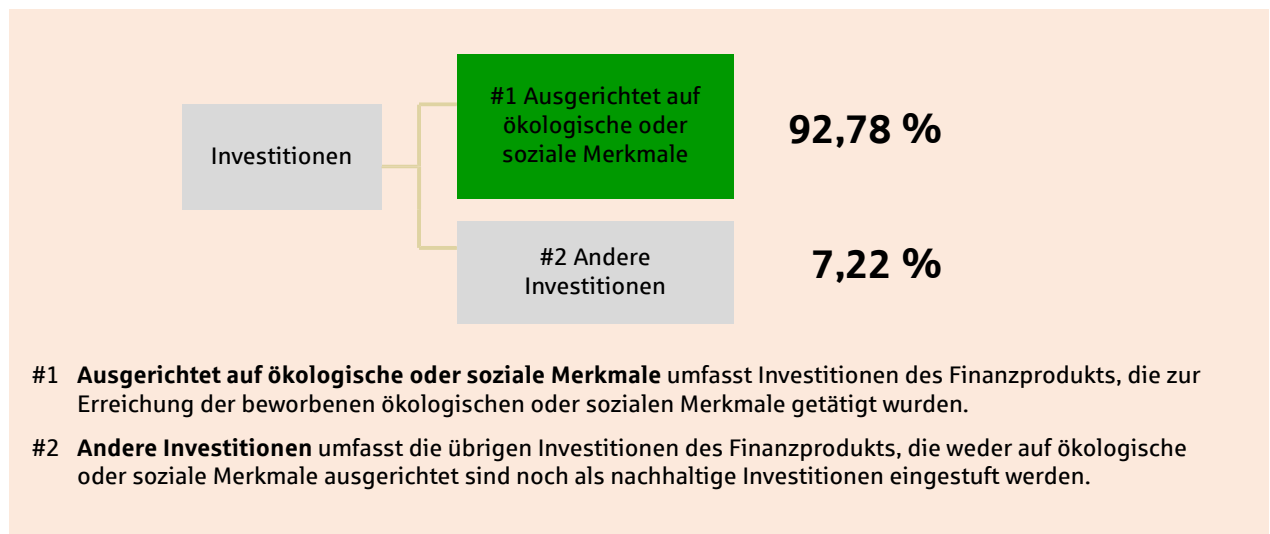 Investitionen
#1 Ausgerichtet auf
ökologische oder
soziale Merkmale
92,78 %
#2 Andere
Investitionen
7,22 %
#1 Ausgerichtet auf ökologische oder soziale Merkmale umfasst Investitionen des Finanzprodukts, die zur
Erreichung der beworbenen ökologischen oder sozialen Merkmale getätigt wurden.
#2 Andere Investitionen umfasst die übrigen Investitionen des Finanzprodukts, die weder auf ökologische
oder soziale Merkmale ausgerichtet sind noch als nachhaltige Investitionen eingestuft werden.